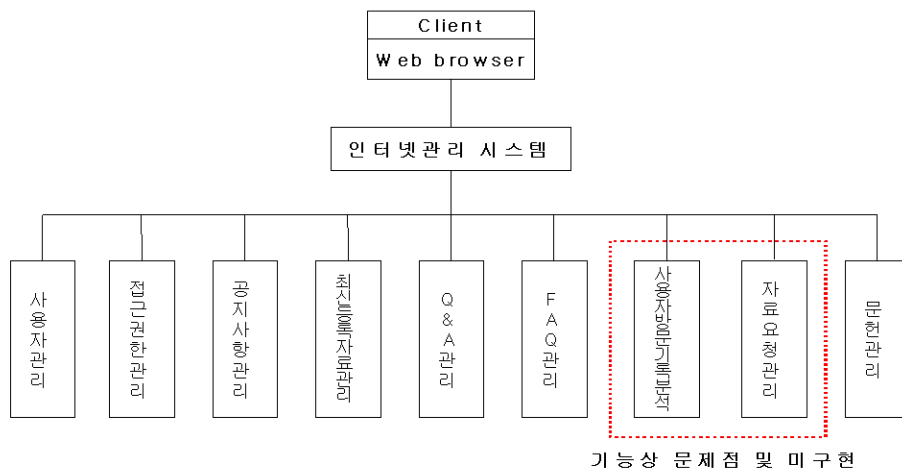 Client
Web browser
인터넷관리 시스템
사용자관리
접근권한관리
공지사항관리
최신등록자료관리
Q&A관리
FAQ관리
사용자방문기록분석
자료요청관리
문헌관리
기능상 문제점 및 미구현